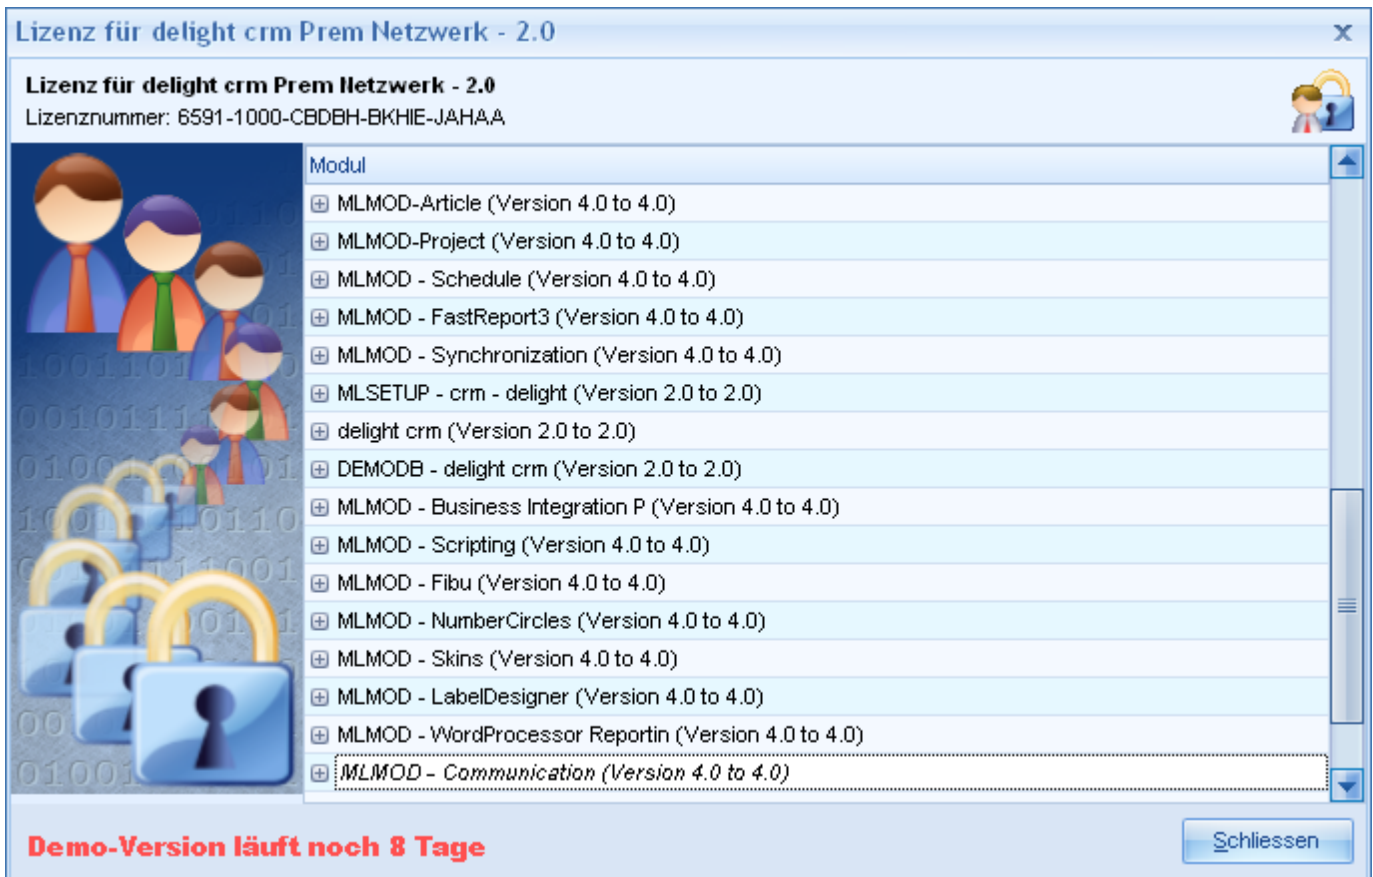 Lizenz für delight crm Prem Netzwerk - 2.0
Lizenz für delight crm Prem Netzwerk - 2.0
Lizenznummer: 6591-1000-CBDBH-BKHIE-JAHAA
Modul
MLMOD-Article (Version 4.0 to 4.0)
MLMOD-Project (Version 4.0 to 4.0)
MLMOD - Schedule (Version 4.0 to 4.0)
MLMOD - FastReport3 (Version 4.0 to 4.0)
MLMOD - Synchronization (Version 4.0 to 4.0)
MLSETUP - crm - delight (Version 2.0 to 2.0)
delight crm (Version 2.0 to 2.0)
DEMODB - delight crm (Version 2.0 to 2.0)
MLMOD - Business Integration P (Version 4.0 to 4.0)
MLMOD - Scripting (Version 4.0 to 4.0)
MLMOD - Fibu (Version 4.0 to 4.0)
MLMOD - NumberCircles (Version 4.0 to 4.0)
MLMOD - Skins (Version 4.0 to 4.0)
MLMOD - LabelDesigner (Version 4.0 to 4.0)
MLMOD - WordProcessor Reportin (Version 4.0 to 4.0)
MLMOD - Communication (Version 4.0 to 4.0)
Demo-Version läuft noch 8 Tage
Schliessen